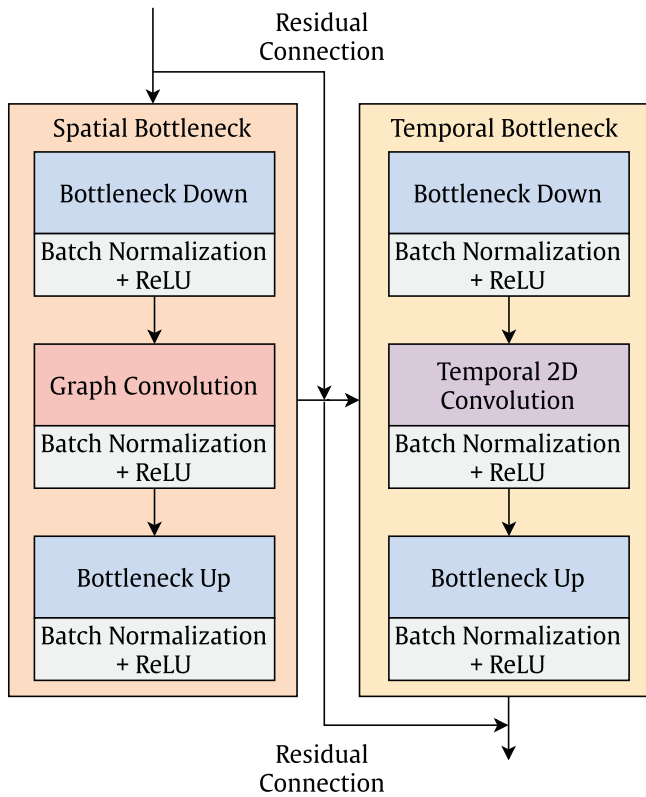 Residual
Connection
Spatial Bottleneck
Bottleneck Down
Batch Normalization
+ ReLU
Graph Convolution
Batch Normalization
+ ReLU
Bottleneck Up
Batch Normalization
+ ReLU
Temporal Bottleneck
Bottleneck Down
Batch Normalization
+ ReLU
Temporal 2D
Convolution
Batch Normalization
+ ReLU
Bottleneck Up
Batch Normalization
+ ReLU
Residual
Connection